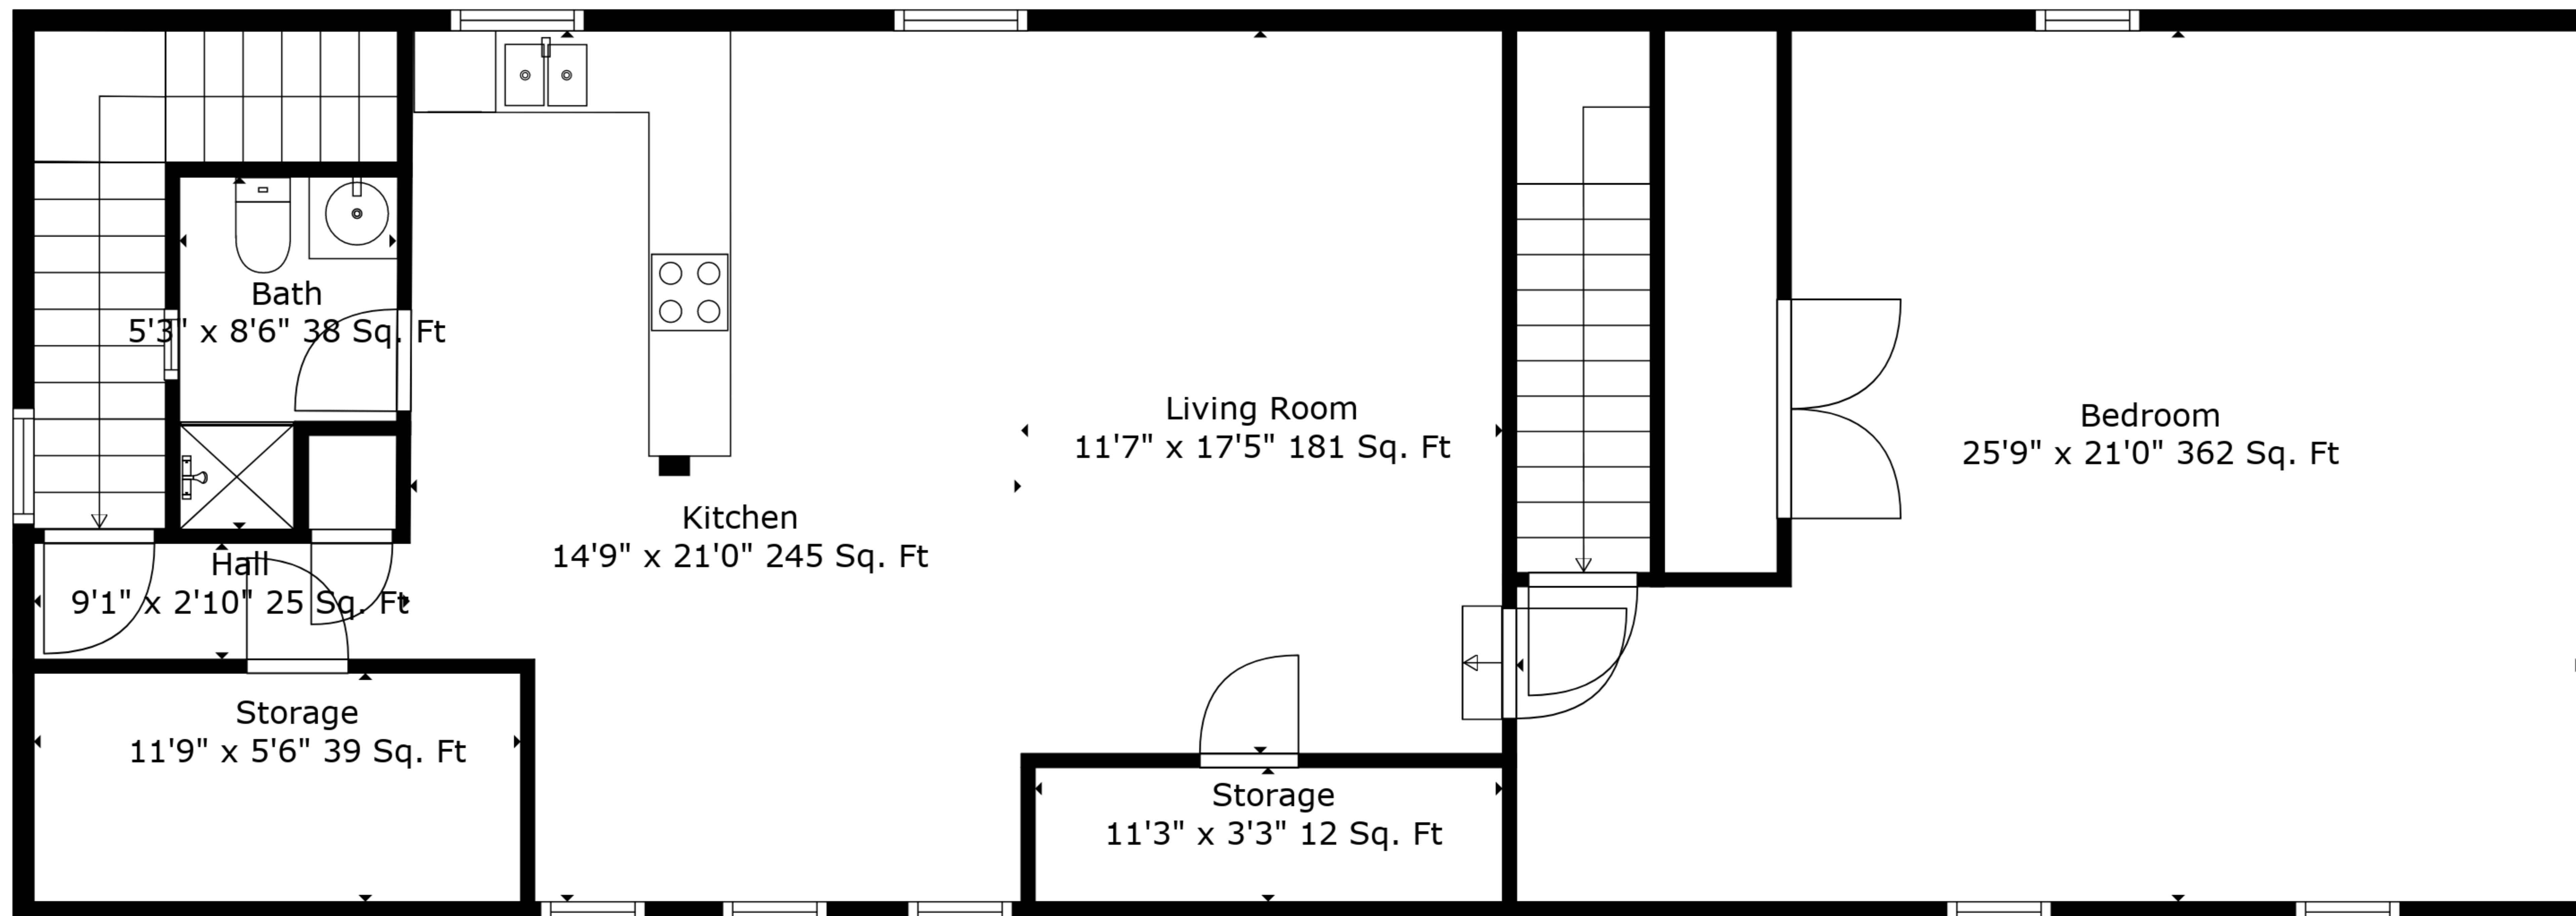 Bath
5'3" x 8'6" 38 Sq. Ft
Living Room
11'7" x 17'5" 181 Sq. Ft
Bedroom
25'9" x 21'0" 362 Sq. Ft
Kitchen
14'9" x 21'0" 245 Sq. Ft
Hall
9'1" x 2'10" 25 Sq. Ft
Storage
11'9" x 5'6" 39 Sq. Ft
Storage
11'3" x 3'3" 12 Sq. Ft